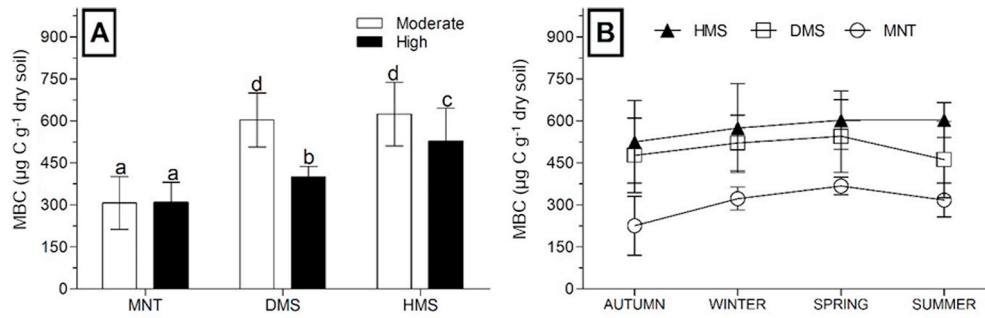 A
Moderate
High
MBC (µg C g⁻¹ dry soil)
900
750
600
450
300
150
0
a
a
d
b
d
c
MNT
DMS
HMS
B
HMS
DMS
MNT
MBC (µg C g⁻¹ dry soil)
900
750
600
450
300
150
0
AUTUMN
WINTER
SPRING
SUMMER